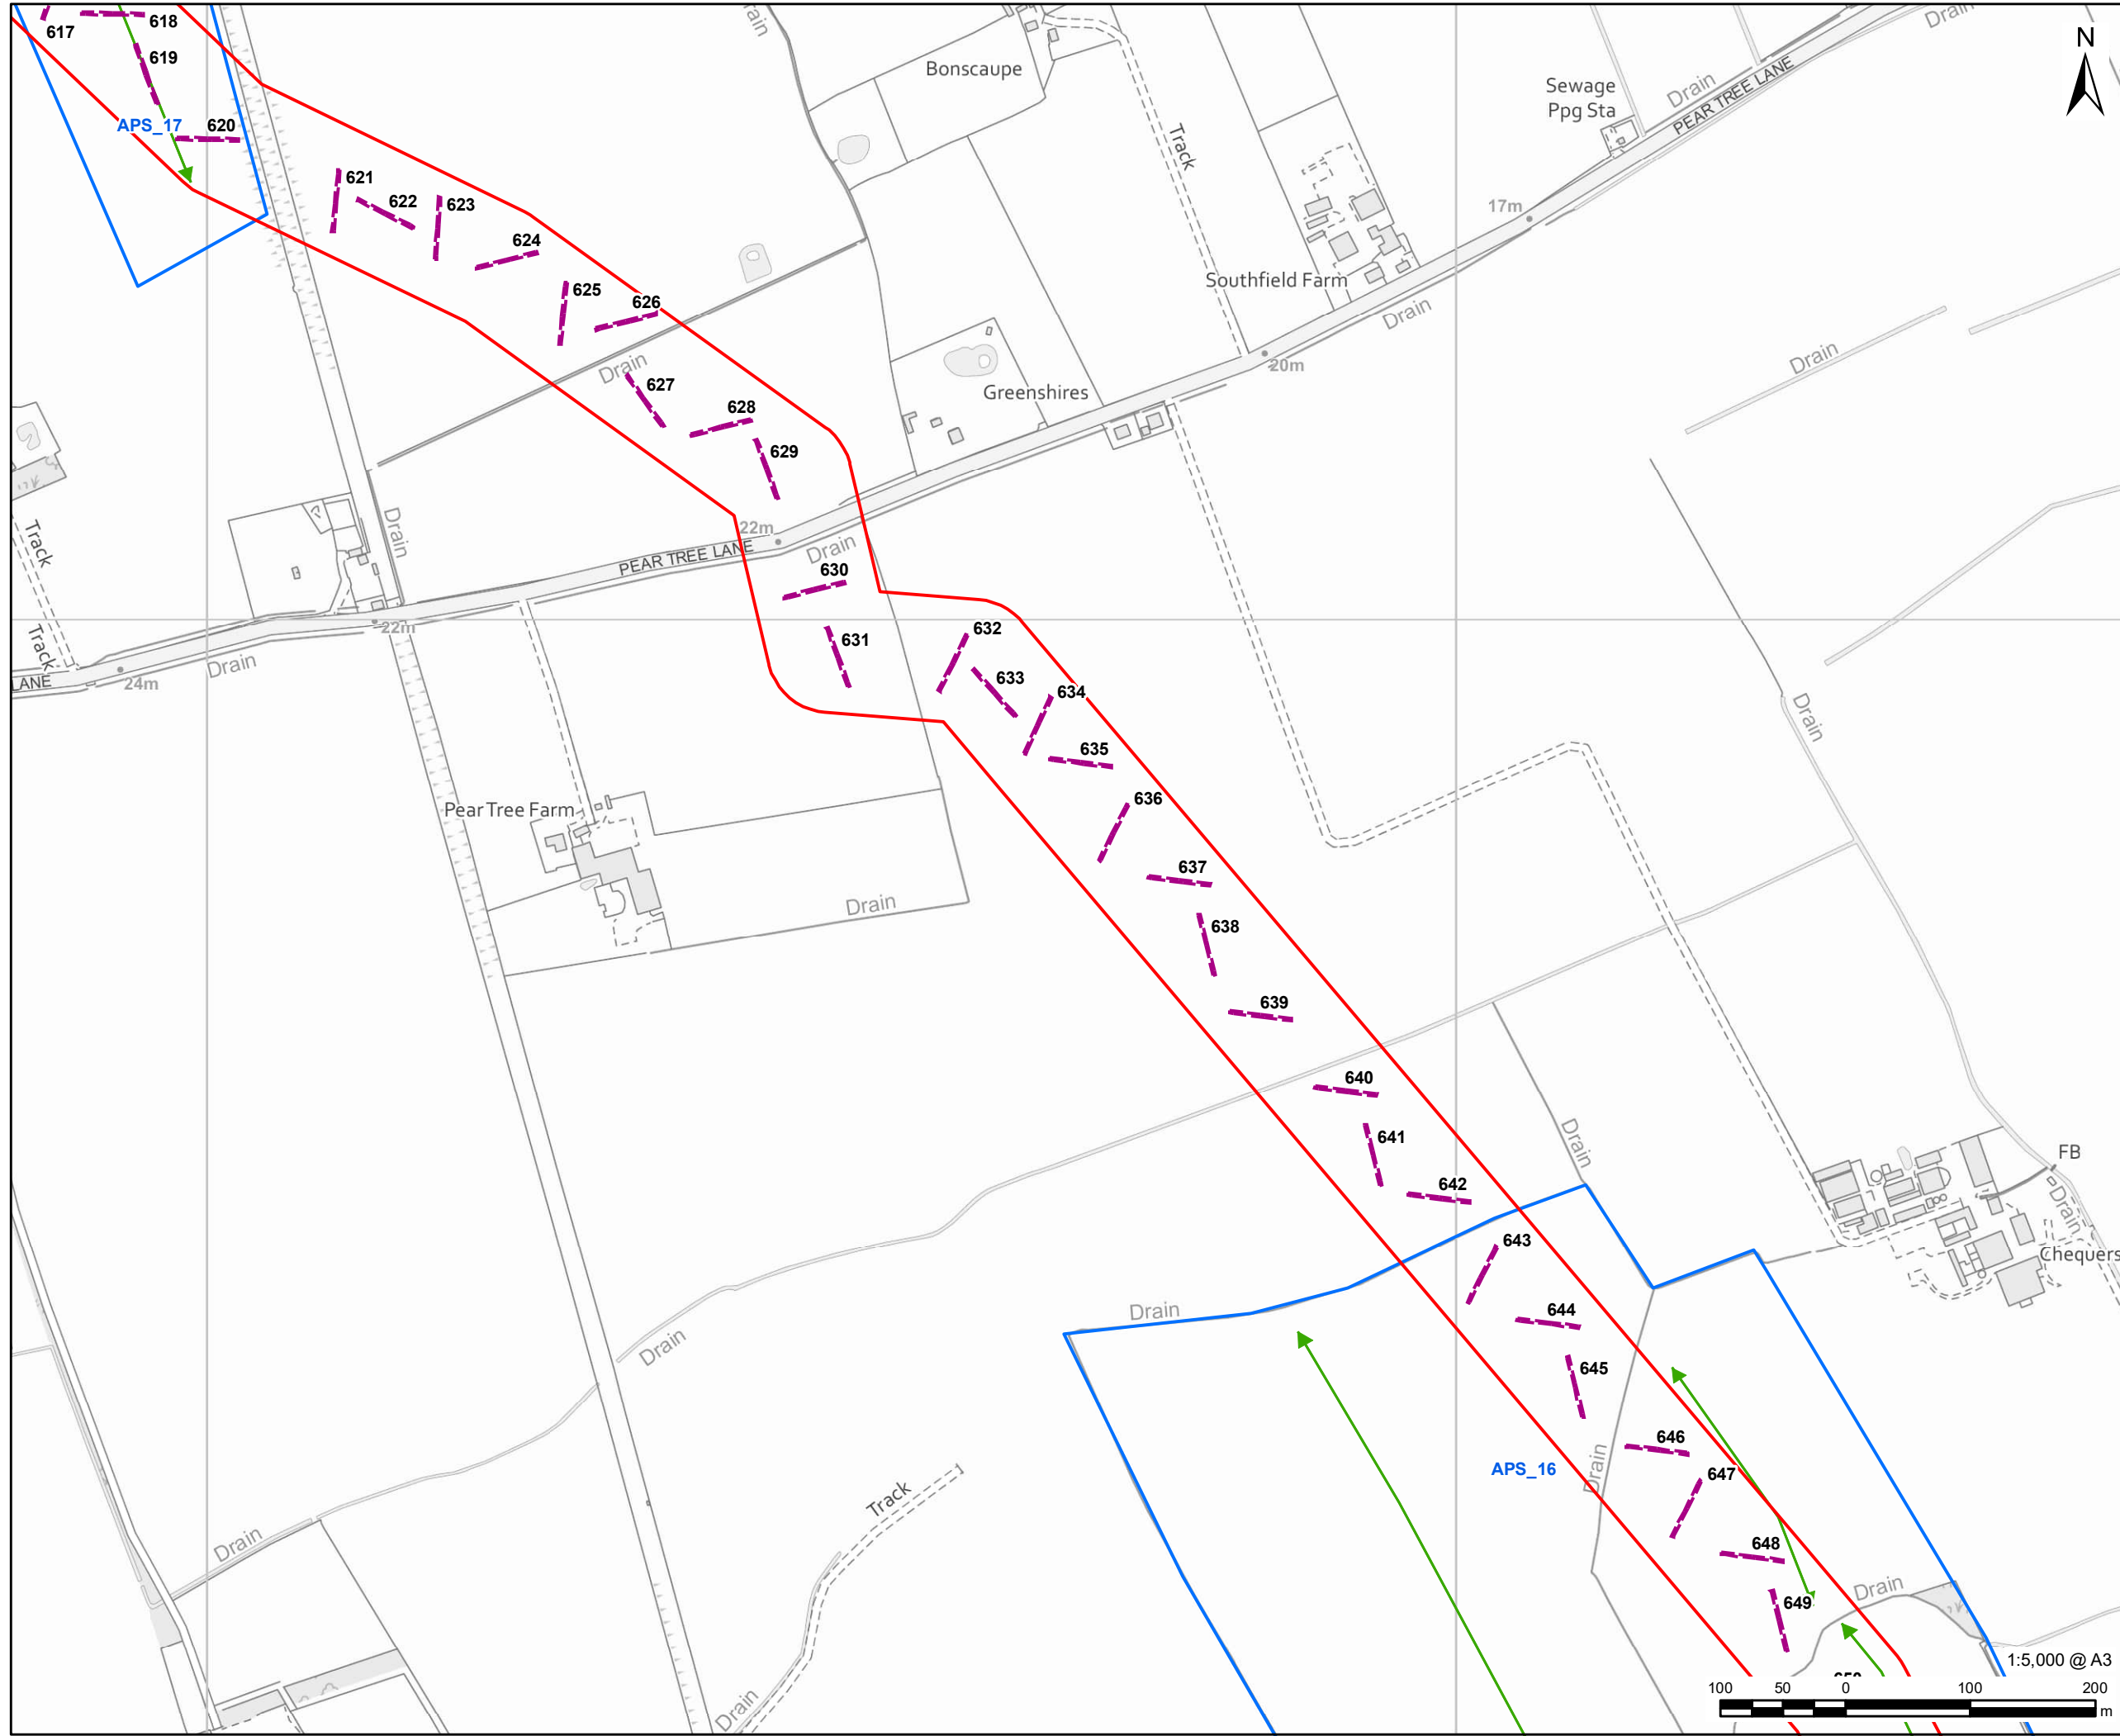 617
618
619
APS_17
620
621
622
623
624
625
626
Drain
627
628
629
Bonscaupe
Track
Sewage
Ppg Sta
Drain
PEAR TREE LANE
Drain
N
17m
Southfield Farm
Drain
20m
Greenshires
Drain
Track
Track
Drain
22m
PEAR TREE LANE
Drain
22m
LANE
24m
Drain
630
631
632
633
634
635
636
637
638
639
640
641
642
643
644
645
646
647
648
649
Pear Tree Farm
Drain
Drain
Drain
FB
Drain
Chequers
Drain
Drain
Drain
APS_16
Drain
Track
Drain
Drain
1:5,000 @ A3
100 50 0 100 200
m